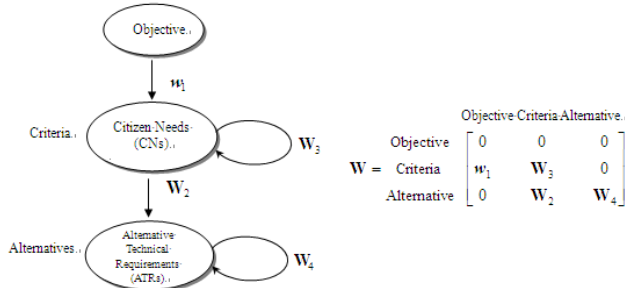 Objective.
w1
Criteria.
Citizen Needs
(CNs).
W3
W2
Alternatives.
Alternative
Technical
Requirements
(ATRs).
W4
Objective Criteria Alternative.
Objective 0 0 0
W = Criteria w1 W3 0
Alternative 0 W2 W4